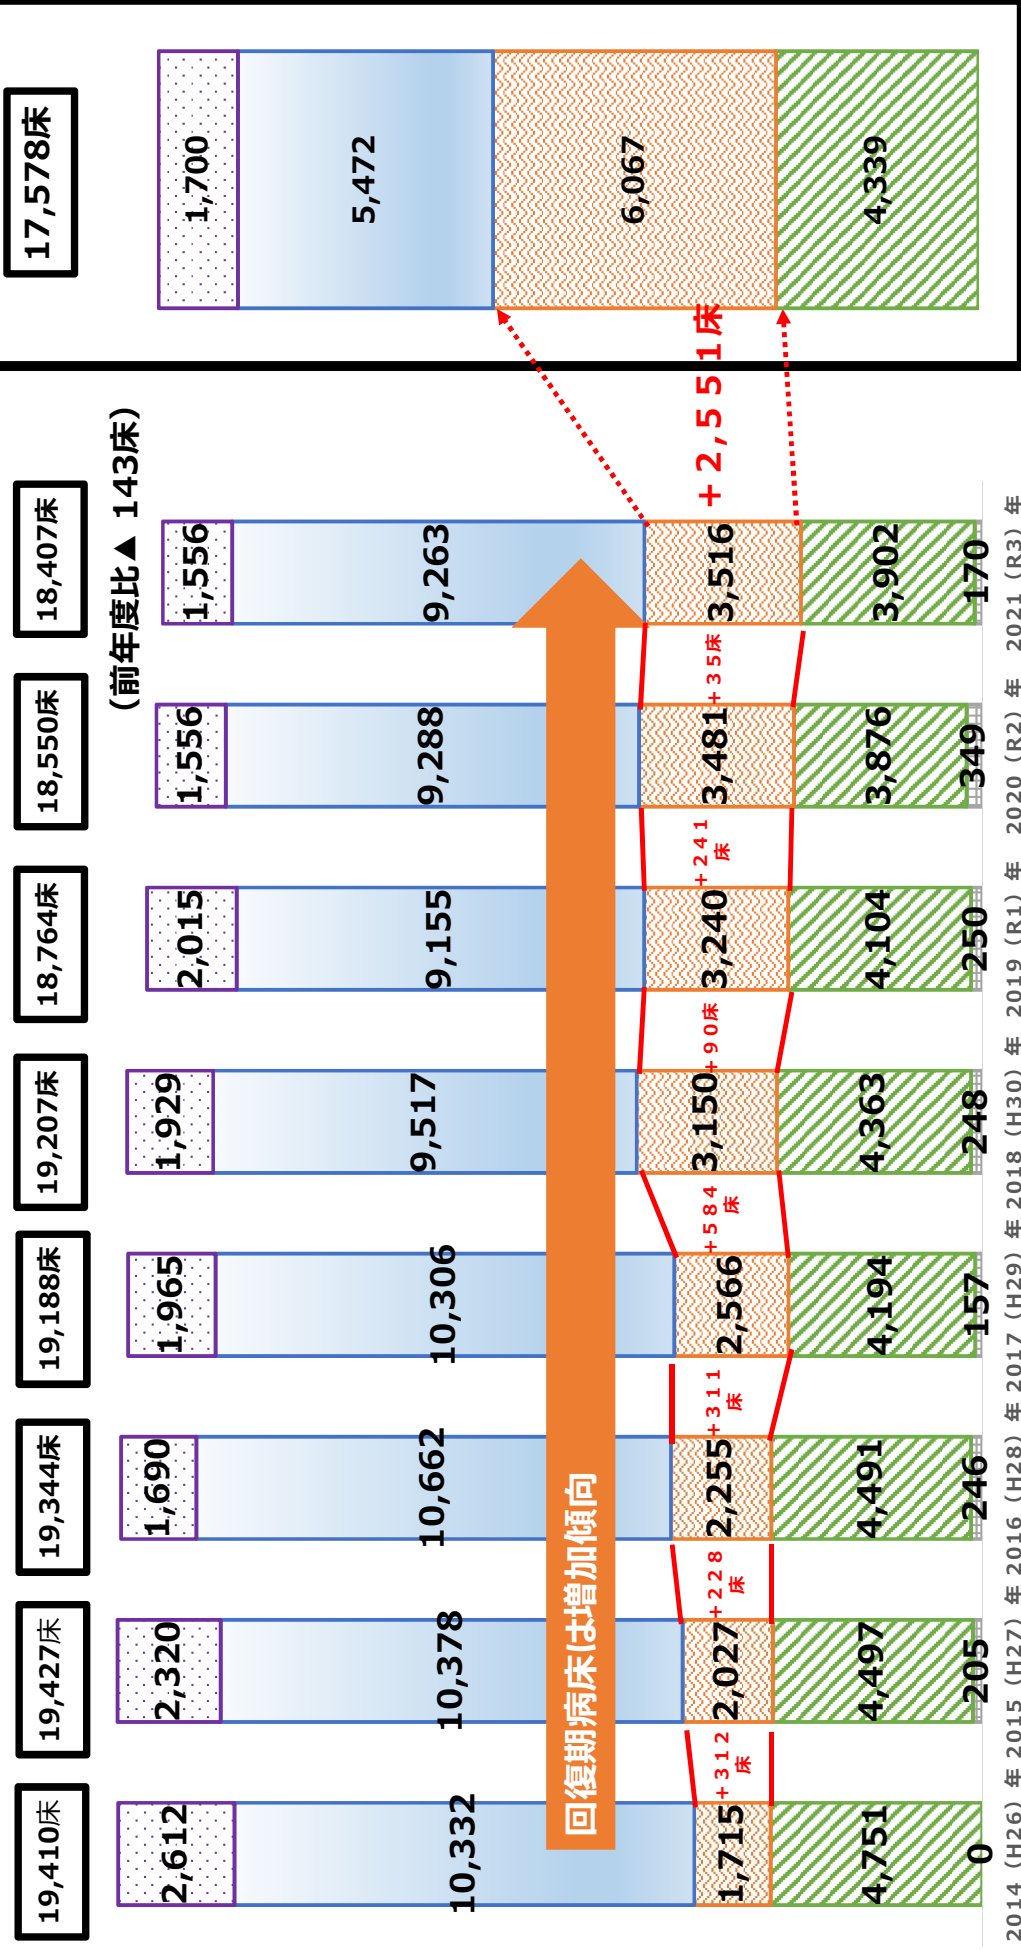 19,410床
19,427床
19,344床
19,188床
19,207床
18,764床
18,550床
18,407床
17,578床
(前年度比▲ 143床)
2,612
2,320
1,690
1,965
1,929
2,015
1,556
1,556
1,700
10,332
10,378
10,662
10,306
9,517
9,155
9,288
9,263
5,472
回復期病床は増加傾向
1,715
+312床
2,027
+228床
2,255
+311床
2,566
+584床
3,150
+90床
3,240
+241床
3,481
+35床
3,516
+2,551床
6,067
4,751
4,497
4,491
4,194
4,363
4,104
3,876
3,902
4,339
0
205
246
157
248
250
349
170
2014 (H26) 年
2015 (H27) 年
2016 (H28) 年
2017 (H29) 年
2018 (H30) 年
2019 (R1) 年
2020 (R2) 年
2021 (R3) 年